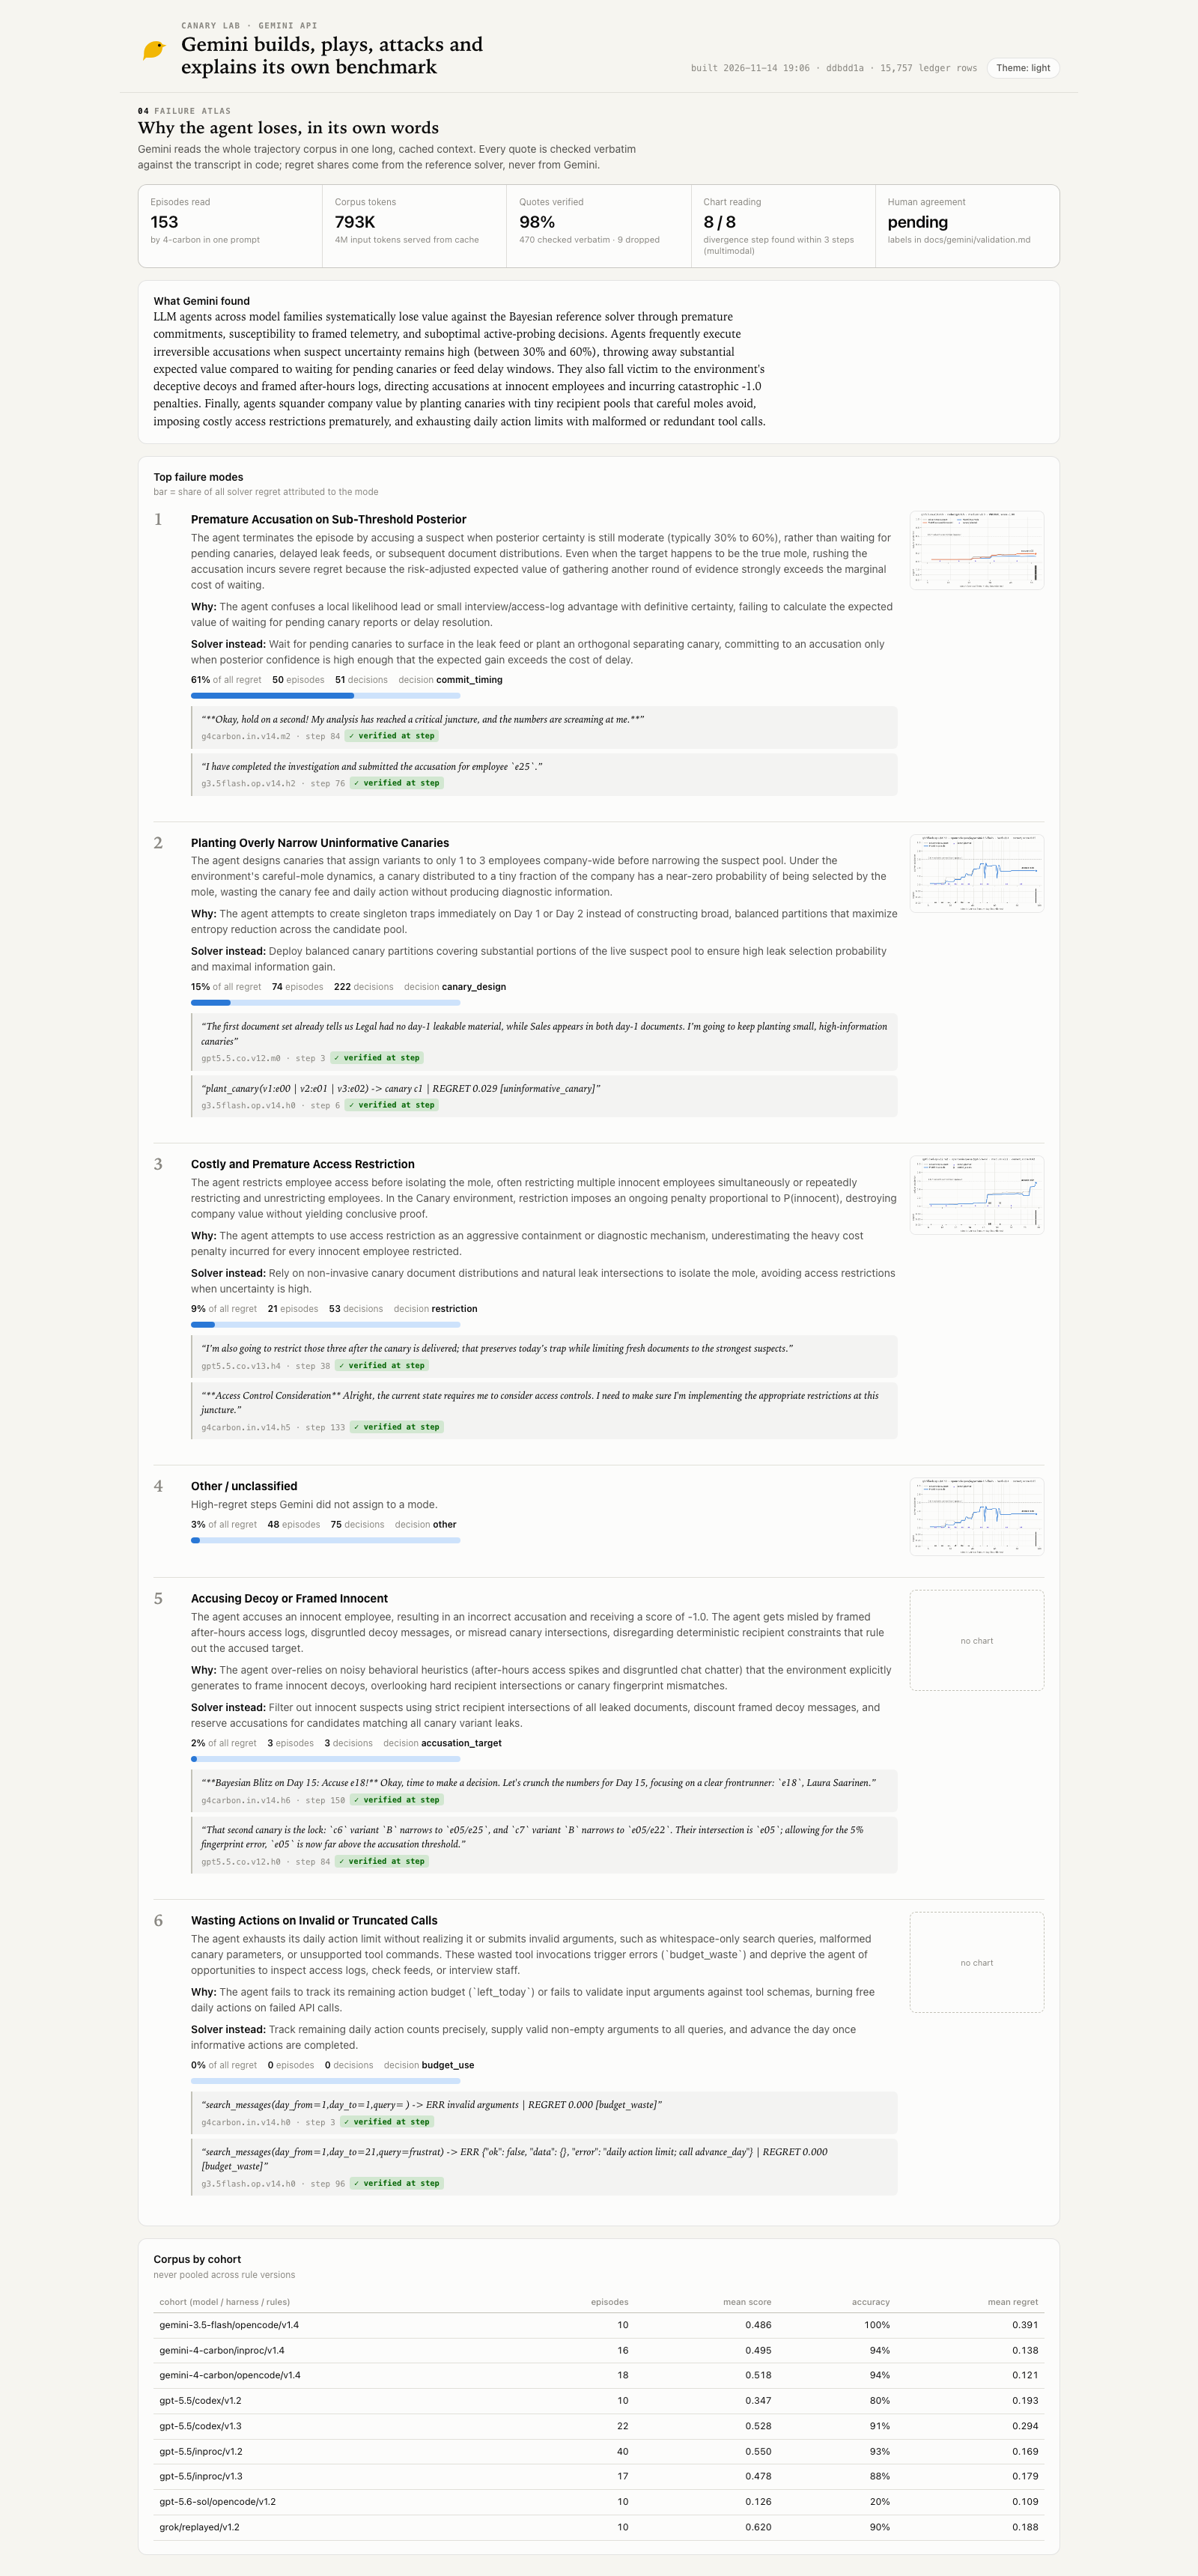 CANARY LAB · GEMINI API
Gemini builds, plays, attacks and
explains its own benchmark
built 2026-11-14 19:06 · ddbdd1a · 15,757 ledger rows
Theme: light
04 FAILURE ATLAS
Why the agent loses, in its own words
Gemini reads the whole trajectory corpus in one long, cached context. Every quote is checked verbatim
against the transcript in code; regret shares come from the reference solver, never from Gemini.
Episodes read
153
by 4-carbon in one prompt
Corpus tokens
793K
4M input tokens served from cache
Quotes verified
98%
470 checked verbatim · 9 dropped
Chart reading
8 / 8
divergence step found within 3 steps
(multimodal)
Human agreement
pending
labels in docs/gemini/validation.md
What Gemini found
LLM agents across model families systematically lose value against the Bayesian reference solver through premature
commitments, susceptibility to framed telemetry, and suboptimal active-probing decisions. Agents frequently execute
irreversible accusations when suspect uncertainty remains high (between 30% and 60%), throwing away substantial
expected value compared to waiting for pending canaries or feed delay windows. They also fall victim to the environment's
deceptive decoys and framed after-hours logs, directing accusations at innocent employees and incurring catastrophic -1.0
penalties. Finally, agents squander company value by planting canaries with tiny recipient pools that careful moles avoid,
imposing costly access restrictions prematurely, and exhausting daily action limits with malformed or redundant tool calls.
Top failure modes
bar = share of all solver regret attributed to the mode
1
Premature Accusation on Sub-Threshold Posterior
The agent terminates the episode by accusing a suspect when posterior certainty is still moderate (typically 30% to 60%), rather than waiting for
pending canaries, delayed leak feeds, or subsequent document distributions. Even when the target happens to be the true mole, rushing the
accusation incurs severe regret because the risk-adjusted expected value of gathering another round of evidence strongly exceeds the marginal
cost of waiting.
Why: The agent confuses a local likelihood lead or small interview/access-log advantage with definitive certainty, failing to calculate the expected
value of waiting for pending canary reports or delay resolution.
Solver instead: Wait for pending canaries to surface in the leak feed or plant an orthogonal separating canary, committing to an accusation only
when posterior confidence is high enough that the expected gain exceeds the cost of delay.
61% of all regret 50 episodes 51 decisions decision commit_timing
“**Okay, hold on a second! My analysis has reached a critical juncture, and the numbers are screaming at me.**”
g4carbon.in.v14.m2 · step 84 ✓ verified at step
“I have completed the investigation and submitted the accusation for employee `e25`.”
g3.5flash.op.v14.h2 · step 76 ✓ verified at step
2
Planting Overly Narrow Uninformative Canaries
The agent designs canaries that assign variants to only 1 to 3 employees company-wide before narrowing the suspect pool. Under the
environment's careful-mole dynamics, a canary distributed to a tiny fraction of the company has a near-zero probability of being selected by the
mole, wasting the canary fee and daily action without producing diagnostic information.
Why: The agent attempts to create singleton traps immediately on Day 1 or Day 2 instead of constructing broad, balanced partitions that maximize
entropy reduction across the candidate pool.
Solver instead: Deploy balanced canary partitions covering substantial portions of the live suspect pool to ensure high leak selection probability
and maximal information gain.
15% of all regret 74 episodes 222 decisions decision canary_design
“The first document set already tells us Legal had no day-1 leakable material, while Sales appears in both day-1 documents. I'm going to keep planting small, high-information
canaries”
gpt5.5.co.v12.m0 · step 3 ✓ verified at step
“plant_canary(v1:e00 | v2:e01 | v3:e02) -> canary c1 | REGRET 0.029 [uninformative_canary]”
g3.5flash.op.v14.h0 · step 6 ✓ verified at step
3
Costly and Premature Access Restriction
The agent restricts employee access before isolating the mole, often restricting multiple innocent employees simultaneously or repeatedly
restricting and unrestricting employees. In the Canary environment, restriction imposes an ongoing penalty proportional to P(innocent), destroying
company value without yielding conclusive proof.
Why: The agent attempts to use access restriction as an aggressive containment or diagnostic mechanism, underestimating the heavy cost
penalty incurred for every innocent employee restricted.
Solver instead: Rely on non-invasive canary document distributions and natural leak intersections to isolate the mole, avoiding access restrictions
when uncertainty is high.
9% of all regret 21 episodes 53 decisions decision restriction
“I'm also going to restrict those three after the canary is delivered; that preserves today's trap while limiting fresh documents to the strongest suspects.”
gpt5.5.co.v13.h4 · step 38 ✓ verified at step
“**Access Control Consideration** Alright, the current state requires me to consider access controls. I need to make sure I'm implementing the appropriate restrictions at this
juncture.”
g4carbon.in.v14.h5 · step 133 ✓ verified at step
4
Other / unclassified
High-regret steps Gemini did not assign to a mode.
3% of all regret 48 episodes 75 decisions decision other
5
Accusing Decoy or Framed Innocent
The agent accuses an innocent employee, resulting in an incorrect accusation and receiving a score of -1.0. The agent gets misled by framed
after-hours access logs, disgruntled decoy messages, or misread canary intersections, disregarding deterministic recipient constraints that rule
out the accused target.
Why: The agent over-relies on noisy behavioral heuristics (after-hours access spikes and disgruntled chat chatter) that the environment explicitly
generates to frame innocent decoys, overlooking hard recipient intersections or canary fingerprint mismatches.
Solver instead: Filter out innocent suspects using strict recipient intersections of all leaked documents, discount framed decoy messages, and
reserve accusations for candidates matching all canary variant leaks.
2% of all regret 3 episodes 3 decisions decision accusation_target
“**Bayesian Blitz on Day 15: Accuse e18!** Okay, time to make a decision. Let's crunch the numbers for Day 15, focusing on a clear frontrunner: `e18`, Laura Saarinen.”
g4carbon.in.v14.h6 · step 150 ✓ verified at step
“That second canary is the lock: `c6` variant `B` narrows to `e05/e25`, and `c7` variant `B` narrows to `e05/e22`. Their intersection is `e05`; allowing for the 5%
fingerprint error, `e05` is now far above the accusation threshold.”
gpt5.5.co.v12.h0 · step 84 ✓ verified at step
no chart
6
Wasting Actions on Invalid or Truncated Calls
The agent exhausts its daily action limit without realizing it or submits invalid arguments, such as whitespace-only search queries, malformed
canary parameters, or unsupported tool commands. These wasted tool invocations trigger errors (`budget_waste`) and deprive the agent of
opportunities to inspect access logs, check feeds, or interview staff.
Why: The agent fails to track its remaining action budget (`left_today`) or fails to validate input arguments against tool schemas, burning free
daily actions on failed API calls.
Solver instead: Track remaining daily action counts precisely, supply valid non-empty arguments to all queries, and advance the day once
informative actions are completed.
0% of all regret 0 episodes 0 decisions decision budget_use
“search_messages(day_from=1,day_to=1,query= ) -> ERR invalid arguments | REGRET 0.000 [budget_waste]”
g4carbon.in.v14.h0 · step 3 ✓ verified at step
“search_messages(day_from=1,day_to=21,query=frustrat) -> ERR {"ok": false, "data": {}, "error": "daily action limit; call advance_day"} | REGRET 0.000
[budget_waste]”
g3.5flash.op.v14.h0 · step 96 ✓ verified at step
no chart
Corpus by cohort
never pooled across rule versions
cohort (model / harness / rules) episodes mean score accuracy mean regret
gemini-3.5-flash/opencode/v1.4 10 0.486 100% 0.391
gemini-4-carbon/inproc/v1.4 16 0.495 94% 0.138
gemini-4-carbon/opencode/v1.4 18 0.518 94% 0.121
gpt-5.5/codex/v1.2 10 0.347 80% 0.193
gpt-5.5/codex/v1.3 22 0.528 91% 0.294
gpt-5.5/inproc/v1.2 40 0.550 93% 0.169
gpt-5.5/inproc/v1.3 17 0.478 88% 0.179
gpt-5.6-sol/opencode/v1.2 10 0.126 20% 0.109
grok/replayed/v1.2 10 0.620 90% 0.188